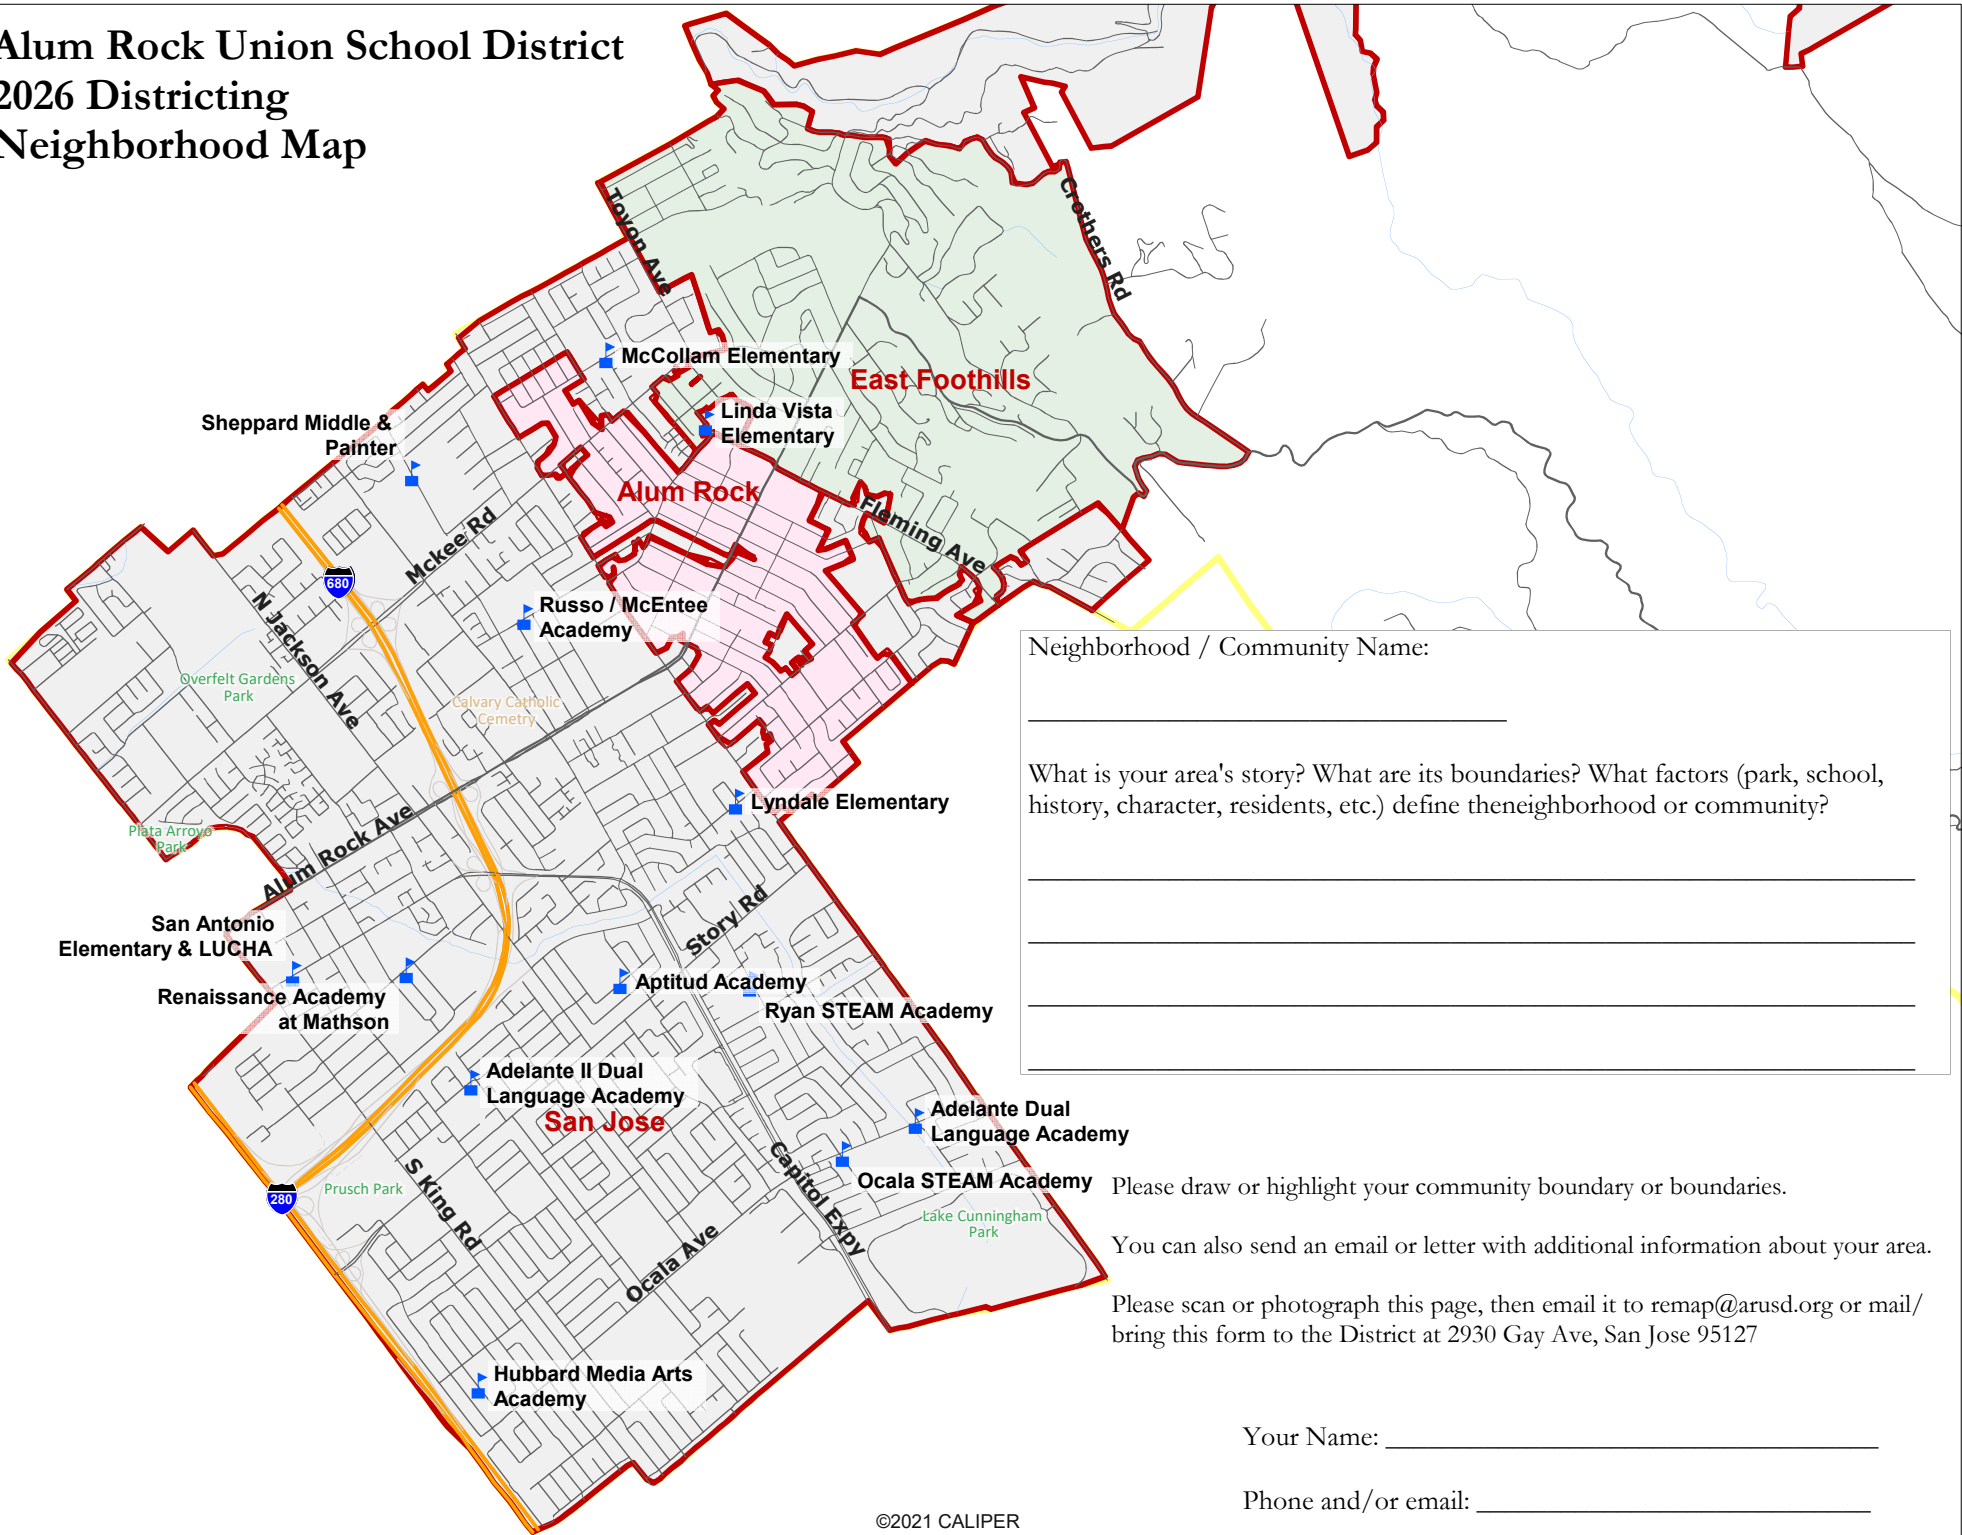 Alum Rock Union School District
2026 Districting
Neighborhood Map
Toyon Ave
Crothers Rd
McCollam Elementary
East Foothills
Sheppard Middle &
Painter
Linda Vista
Elementary
Alum Rock
Mckee Rd
Fleming Ave
680
N Jackson Ave
Russo / McEntee
Academy
Overfelt Gardens
Park
Calvary Catholic
Cemetry
Lyndale Elementary
Plata Arroyo
Park
Alum Rock Ave
San Antonio
Elementary & LUCHA
Story Rd
Renaissance Academy
at Mathson
Aptitud Academy
Ryan STEAM Academy
Adelante II Dual
Language Academy
San Jose
Adelante Dual
Language Academy
Ocala STEAM Academy
Capitol Expy
S King Rd
Prusch Park
280
Lake Cunningham
Park
Ocala Ave
Hubbard Media Arts
Academy
©2021 CALIPER
Neighborhood / Community Name:
What is your area's story? What are its boundaries? What factors (park, school,
history, character, residents, etc.) define theneighborhood or community?
Please draw or highlight your community boundary or boundaries.
You can also send an email or letter with additional information about your area.
Please scan or photograph this page, then email it to remap@arusd.org or mail/
bring this form to the District at 2930 Gay Ave, San Jose 95127
Your Name:
Phone and/or email: